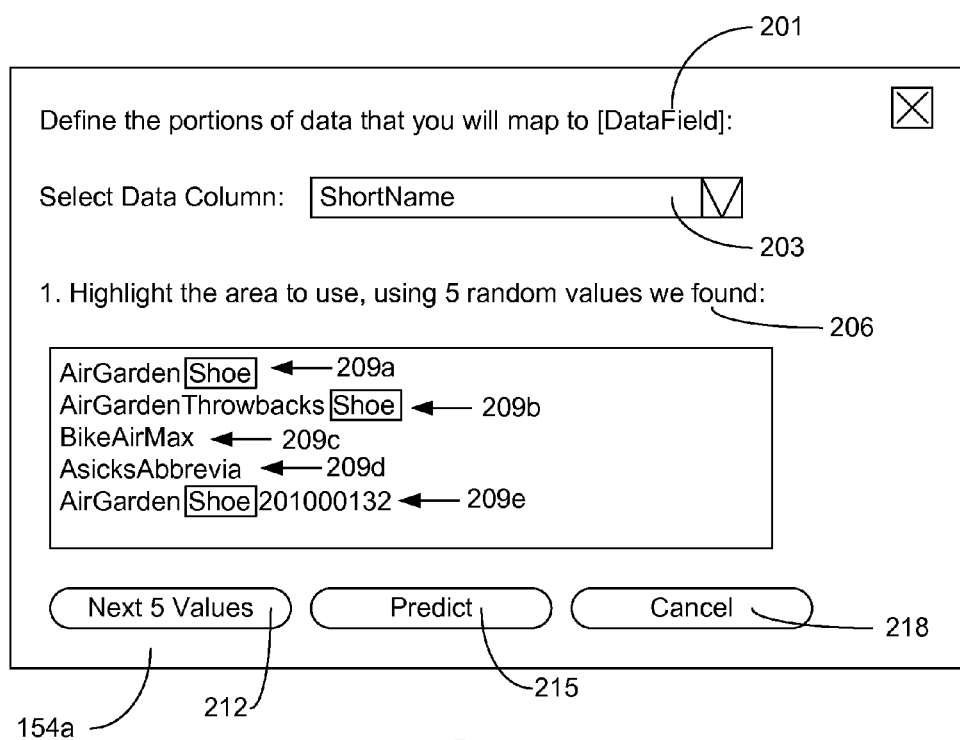 201
Define the portions of data that you will map to [DataField]:
Select Data Column: ShortName
203
1. Highlight the area to use, using 5 random values we found:
206
AirGarden Shoe 209a
AirGardenThrowbacks Shoe 209b
BikeAirMax 209c
AsicksAbbrevia 209d
AirGarden Shoe 201000132 209e
Next 5 Values Predict Cancel
218
215
212
154a